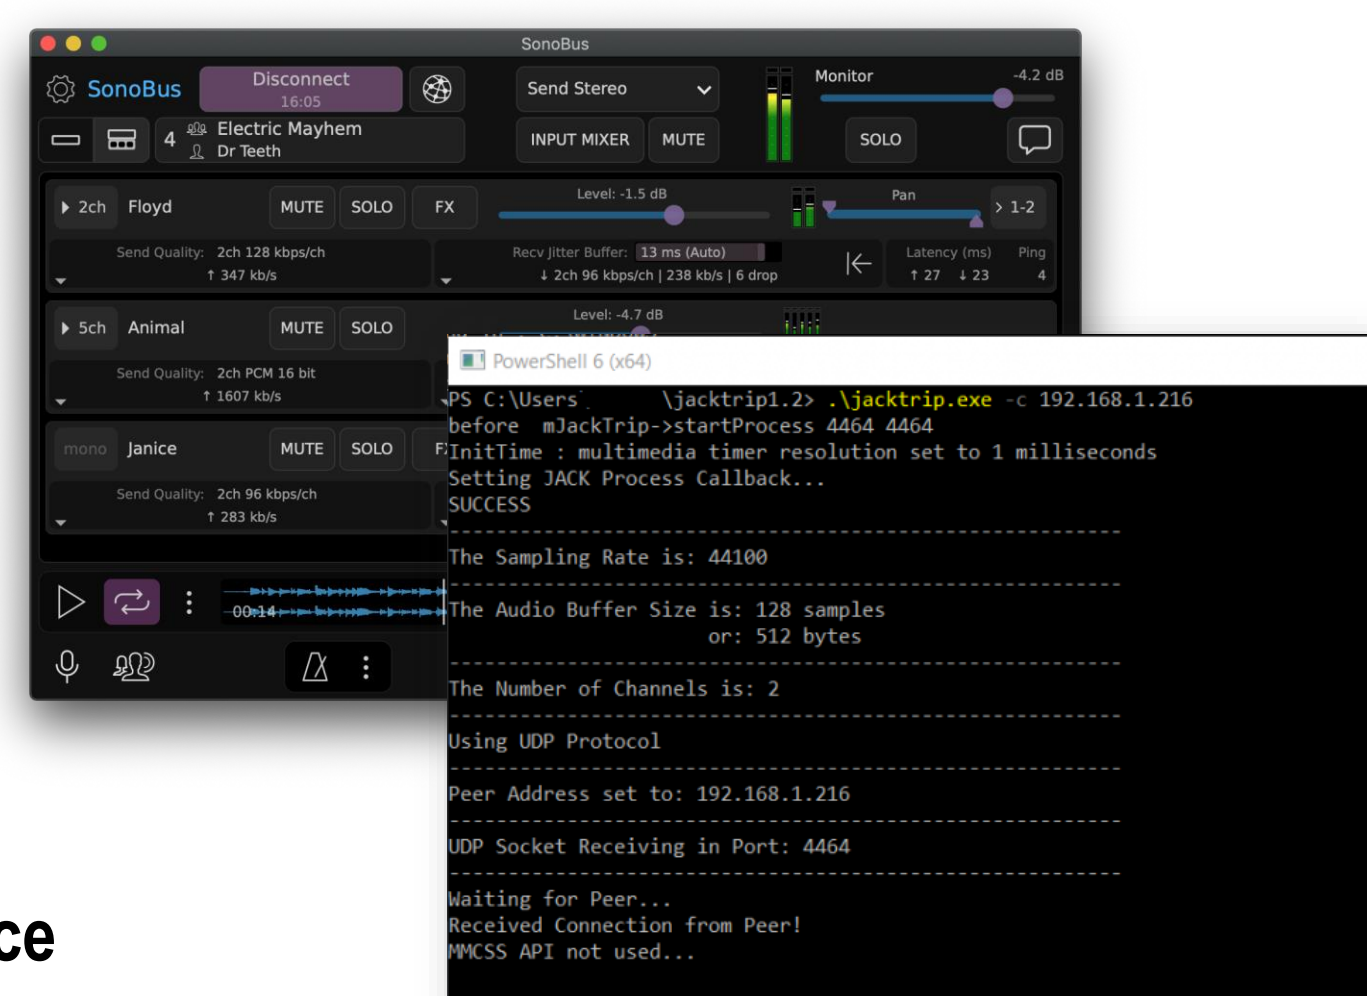 SonoBus
SonoBus
Disconnect
16:05
Send Stereo
Monitor
-4.2 dB
4
Electric Mayhem
Dr Teeth
INPUT MIXER
MUTE
SOLO
2ch
Floyd
MUTE
SOLO
FX
Level: -1.5 dB
Pan
> 1-2
Send Quality: 2ch 128 kbps/ch
↑ 347 kb/s
Recv Jitter Buffer: 13 ms (Auto)
↓ 2ch 96 kbps/ch | 238 kb/s | 6 drop
Latency (ms)
↑ 27 ↓ 23
Ping
4
5ch
Animal
MUTE
SOLO
Level: -4.7 dB
Send Quality: 2ch PCM 16 bit
↑ 1607 kb/s
mono
Janice
MUTE
SOLO
Send Quality: 2ch 96 kbps/ch
↑ 283 kb/s
00:14
PowerShell 6 (x64)
PS C:\Users \jacktrip1.2> .\jacktrip.exe -c 192.168.1.216
before mJackTrip->startProcess 4464 4464
InitTime : multimedia timer resolution set to 1 milliseconds
Setting JACK Process Callback...
SUCCESS
---------------------------------------------------------
The Sampling Rate is: 44100
---------------------------------------------------------
The Audio Buffer Size is: 128 samples
or: 512 bytes
---------------------------------------------------------
The Number of Channels is: 2
---------------------------------------------------------
Using UDP Protocol
---------------------------------------------------------
Peer Address set to: 192.168.1.216
---------------------------------------------------------
UDP Socket Receiving in Port: 4464
---------------------------------------------------------
Waiting for Peer...
Received Connection from Peer!
MMCSS API not used...
ce